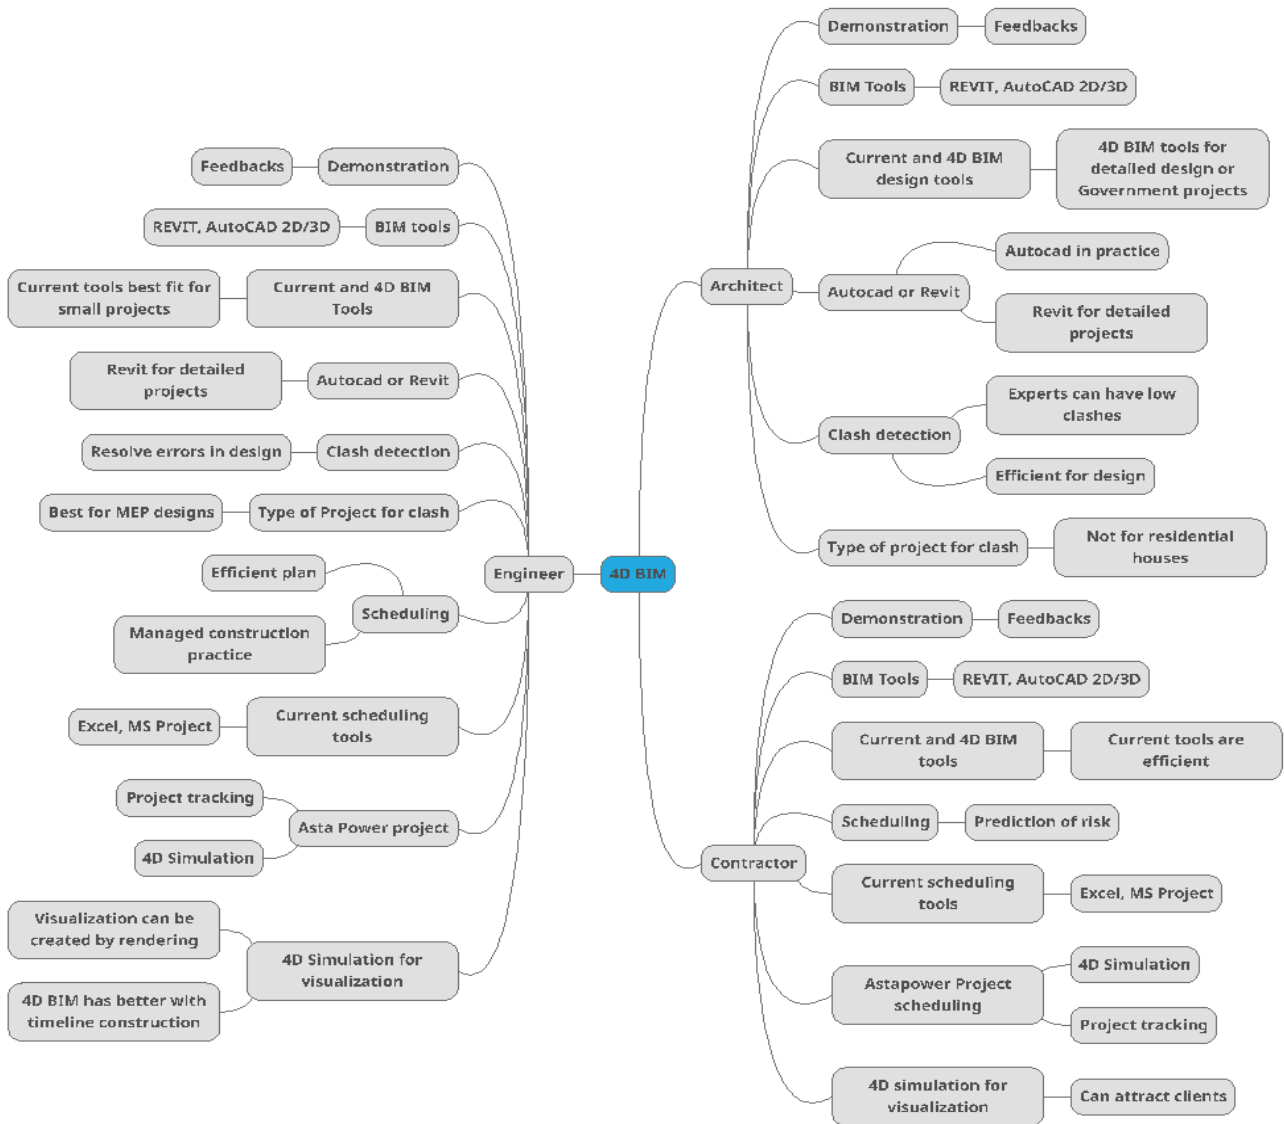 4D BIM
Architect
Demonstration
Feedbacks
BIM Tools
REVIT, AutoCAD 2D/3D
Current and 4D BIM
design tools
4D BIM tools for
detailed design or
Government projects
Autocad or Revit
Autocad in practice
Revit for detailed
projects
Clash detection
Experts can have low
clashes
Efficient for design
Type of project for clash
Not for residential
houses
Contractor
Demonstration
Feedbacks
BIM Tools
REVIT, AutoCAD 2D/3D
Current and 4D BIM
tools
Current tools are
efficient
Scheduling
Prediction of risk
Current scheduling
tools
Excel, MS Project
Astapower Project
scheduling
4D Simulation
Project tracking
4D simulation for
visualization
Can attract clients
Engineer
Demonstration
Feedbacks
BIM tools
REVIT, AutoCAD 2D/3D
Current and 4D BIM
Tools
Current tools best fit for
small projects
Autocad or Revit
Revit for detailed
projects
Clash detection
Resolve errors in design
Type of Project for clash
Best for MEP designs
Scheduling
Efficient plan
Managed construction
practice
Current scheduling
tools
Excel, MS Project
Asta Power project
Project tracking
4D Simulation
4D Simulation for
visualization
Visualization can be
created by rendering
4D BIM has better with
timeline construction